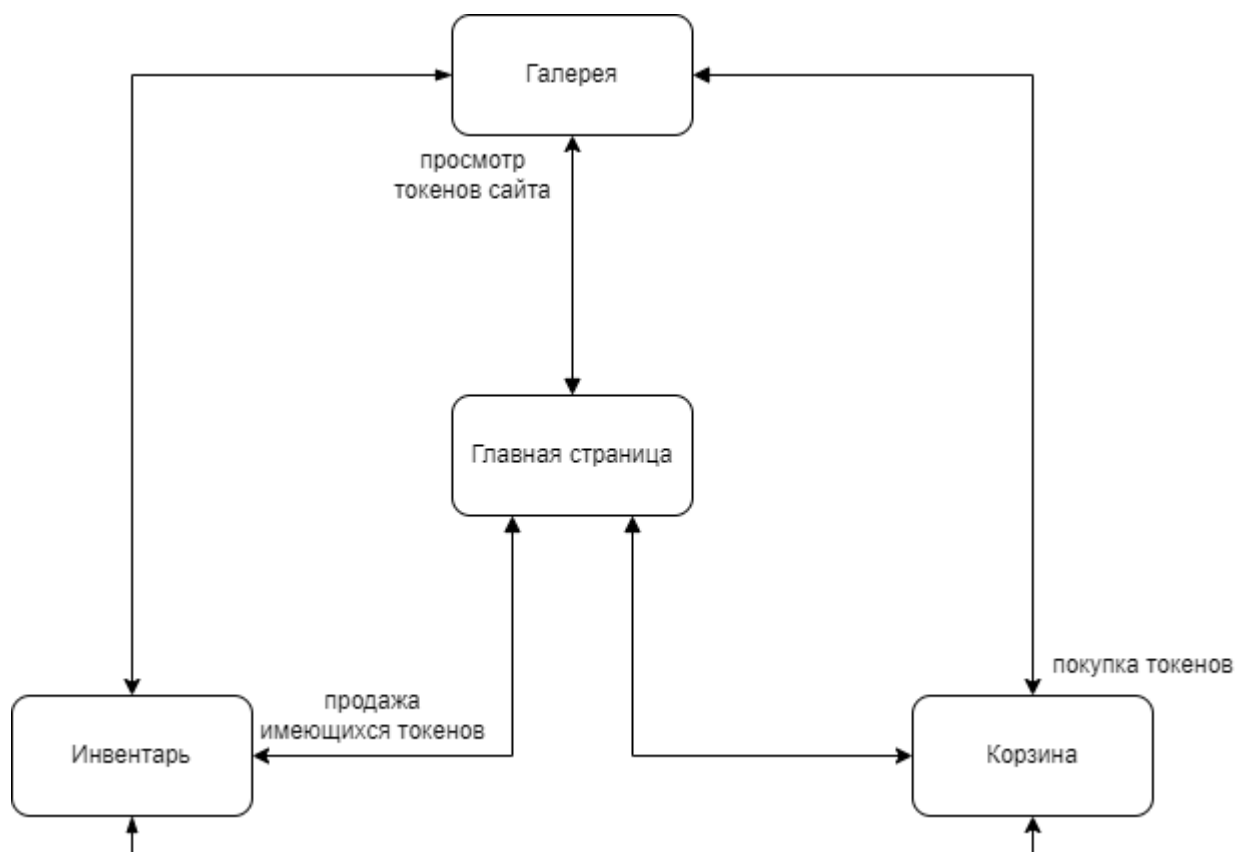 Галерея
просмотр
токенов сайта
Главная страница
покупка токенов
продажа
имеющихся токенов
Инвентарь
Корзина